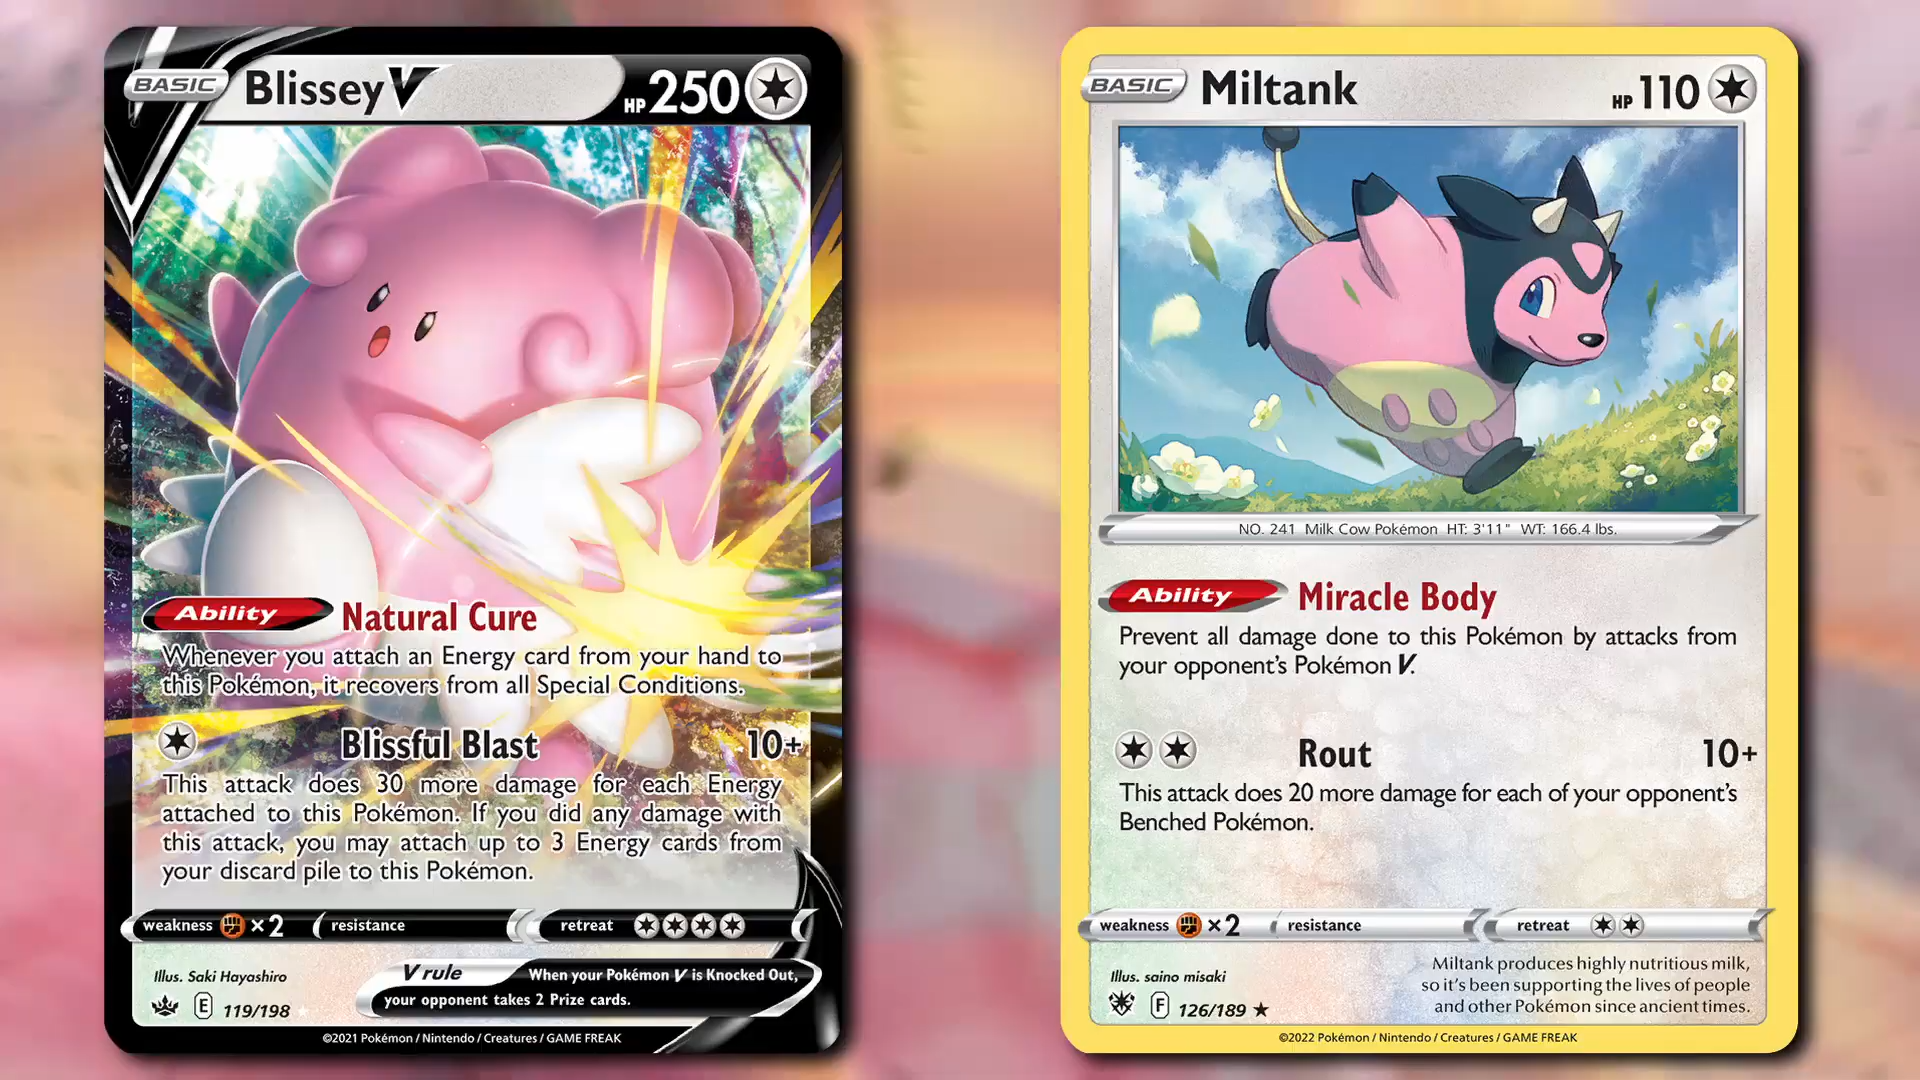 BASIC Blissey V HP 250
Ability Natural Cure
Whenever you attach an Energy card from your hand to
this Pokémon, it recovers from all Special Conditions.
Blissful Blast 10+
This attack does 30 more damage for each Energy
attached to this Pokémon. If you did any damage with
this attack, you may attach up to 3 Energy cards from
your discard pile to this Pokémon.
weakness ×2 resistance retreat
Illus. Saki Hayashiro
V rule When your Pokémon V is Knocked Out,
your opponent takes 2 Prize cards.
E 119/198
©2021 Pokémon / Nintendo / Creatures / GAME FREAK
BASIC Miltank HP 110
NO. 241 Milk Cow Pokémon HT: 3'11" WT: 166.4 lbs.
Ability Miracle Body
Prevent all damage done to this Pokémon by attacks from
your opponent's Pokémon V.
Rout 10+
This attack does 20 more damage for each of your opponent's
Benched Pokémon.
weakness ×2 resistance retreat
Illus. saino misaki
F 126/189 ★
Miltank produces highly nutritious milk,
so it's been supporting the lives of people
and other Pokémon since ancient times.
©2022 Pokémon / Nintendo / Creatures / GAME FREAK